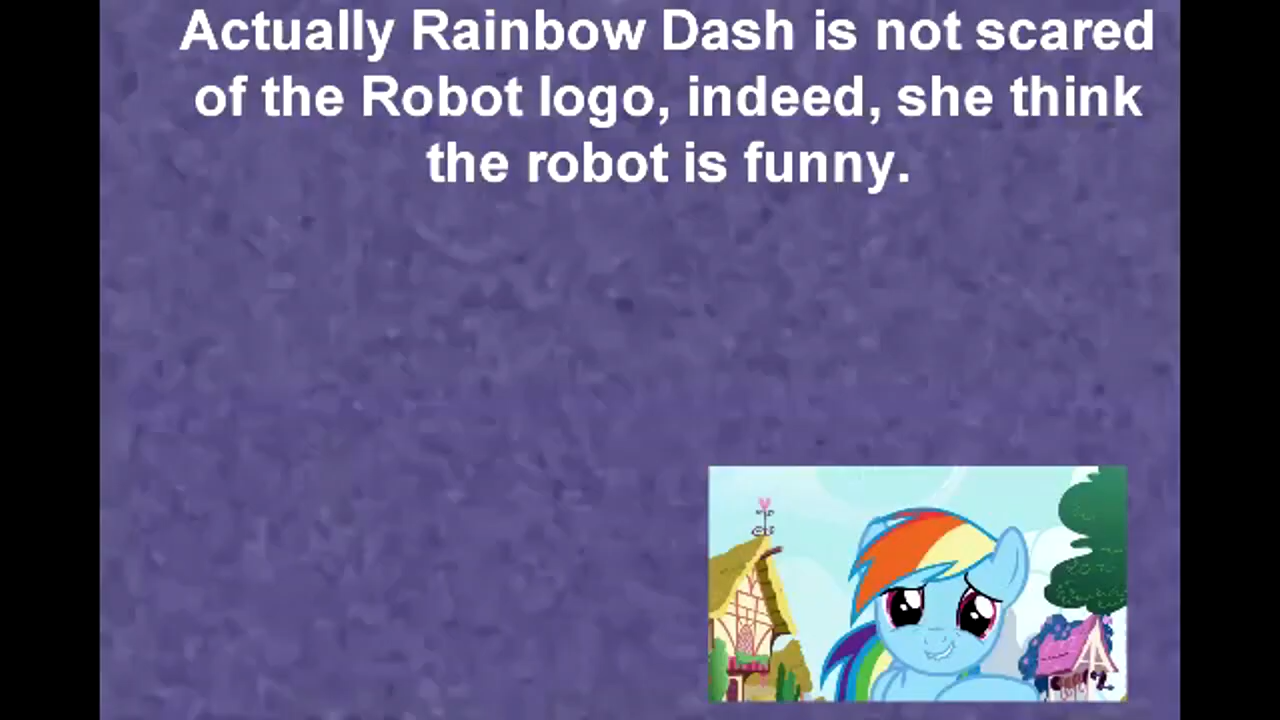 Actually Rainbow Dash is not scared
of the Robot logo, indeed, she think
the robot is funny.